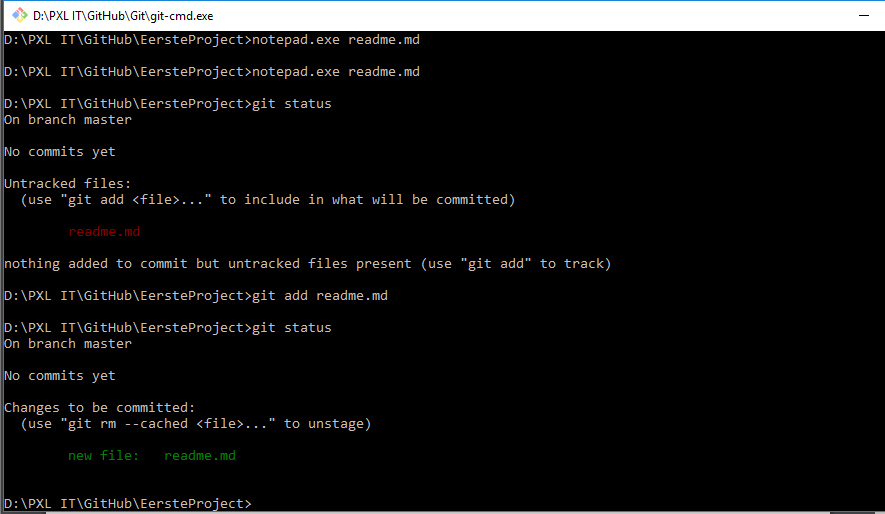 D:\PXL IT\GitHub\Git\git-cmd.exe
D:\PXL IT\GitHub\EersteProject>notepad.exe readme.md
D:\PXL IT\GitHub\EersteProject>notepad.exe readme.md
D:\PXL IT\GitHub\EersteProject>git status
On branch master
No commits yet
Untracked files:
  (use "git add <file>..." to include in what will be committed)
        readme.md
nothing added to commit but untracked files present (use "git add" to track)
D:\PXL IT\GitHub\EersteProject>git add readme.md
D:\PXL IT\GitHub\EersteProject>git status
On branch master
No commits yet
Changes to be committed:
  (use "git rm --cached <file>..." to unstage)
        new file:   readme.md
D:\PXL IT\GitHub\EersteProject>